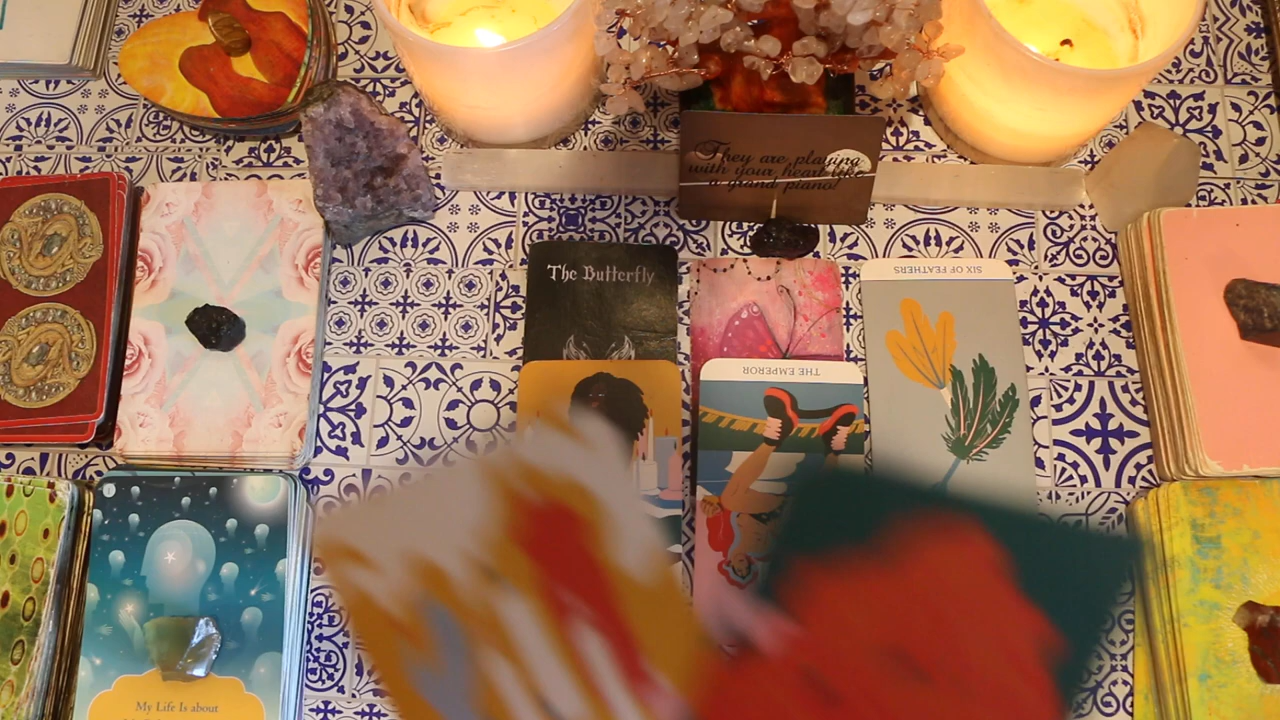 They are playing
with your heart like
a grand piano!
The Butterfly
SIX OF FEATHERS
THE EMPEROR
My Life Is about